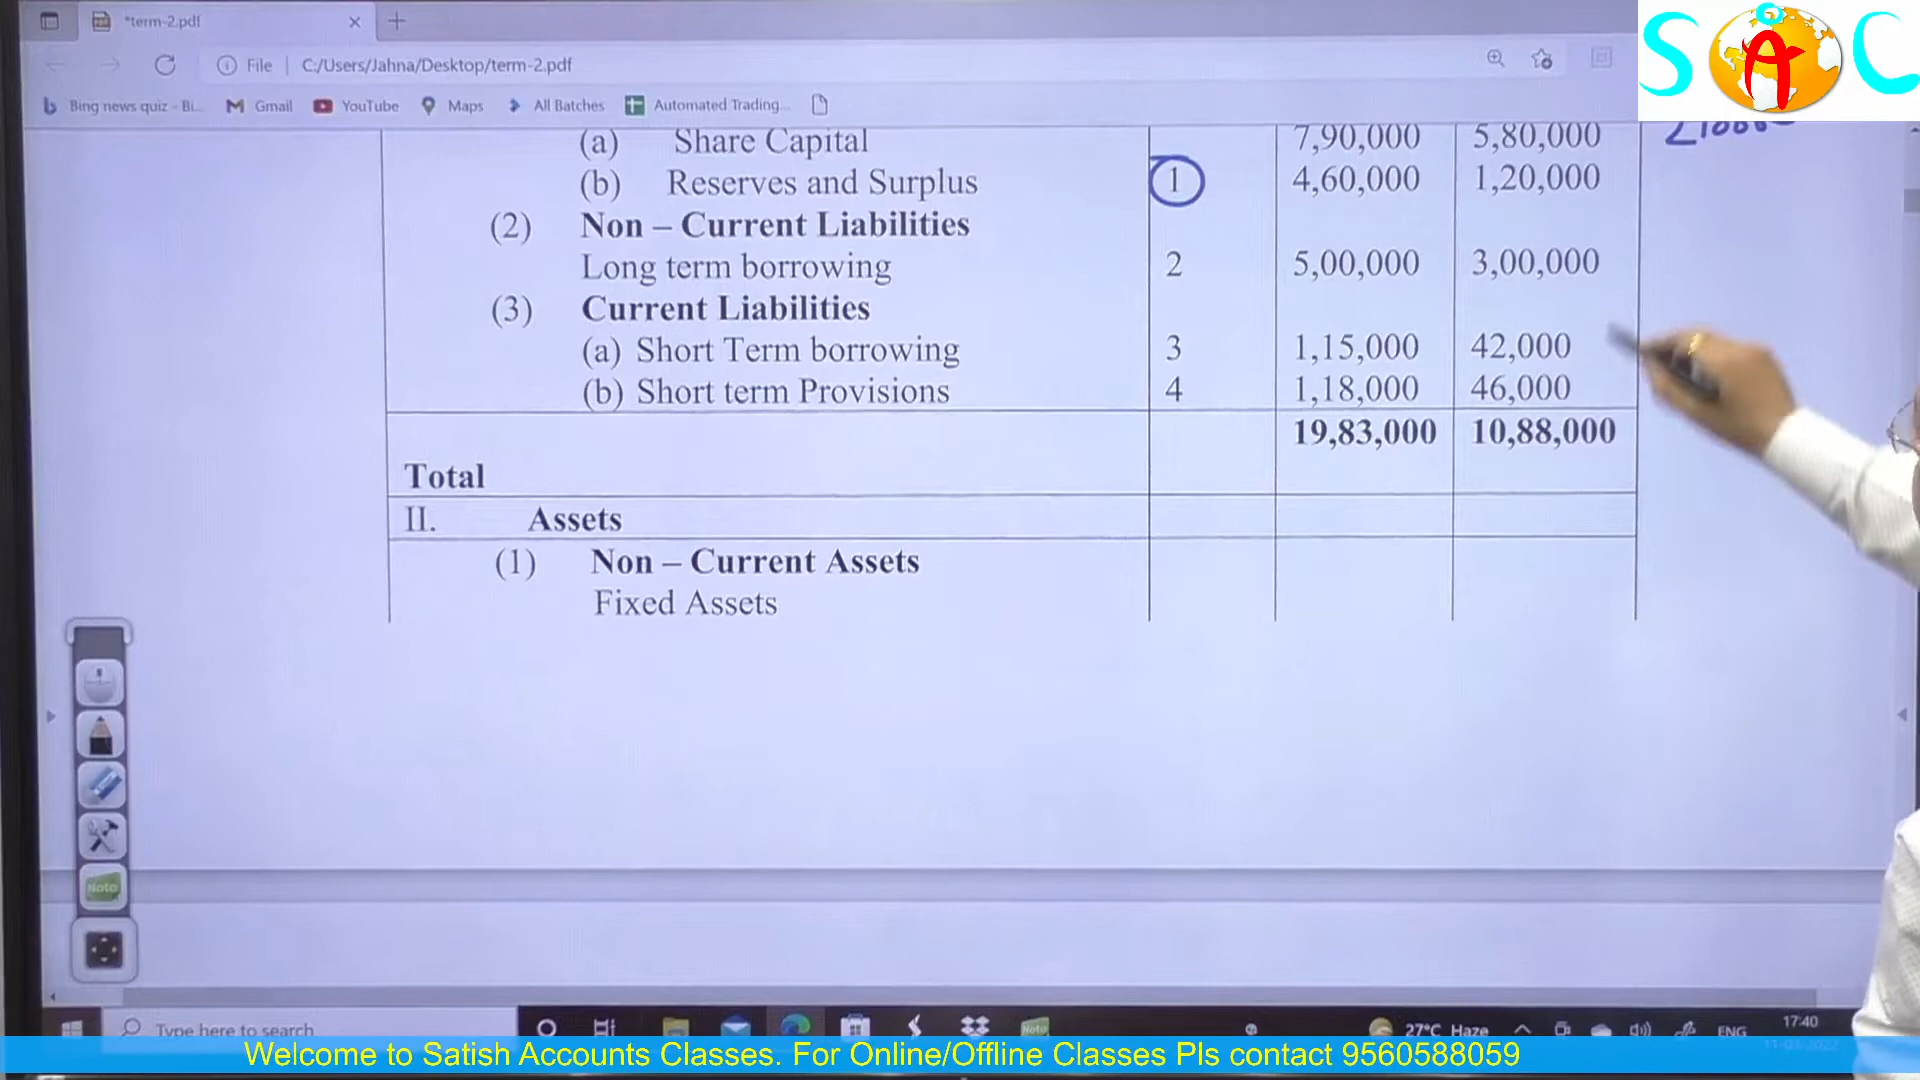 *term-2.pdf
SAC
File | C:/Users/Jahna/Desktop/term-2.pdf
Bing news quiz - Bi... Gmail YouTube Maps All Batches Automated Trading...
(a) Share Capital 7,90,000 5,80,000
(b) Reserves and Surplus 1 4,60,000 1,20,000
(2) Non – Current Liabilities
Long term borrowing 2 5,00,000 3,00,000
(3) Current Liabilities
(a) Short Term borrowing 3 1,15,000 42,000
(b) Short term Provisions 4 1,18,000 46,000
19,83,000 10,88,000
Total
II. Assets
(1) Non – Current Assets
Fixed Assets
Note
Type here to search Note 27°C Haze ENG 17:40
Welcome to Satish Accounts Classes. For Online/Offline Classes Pls contact 9560588059